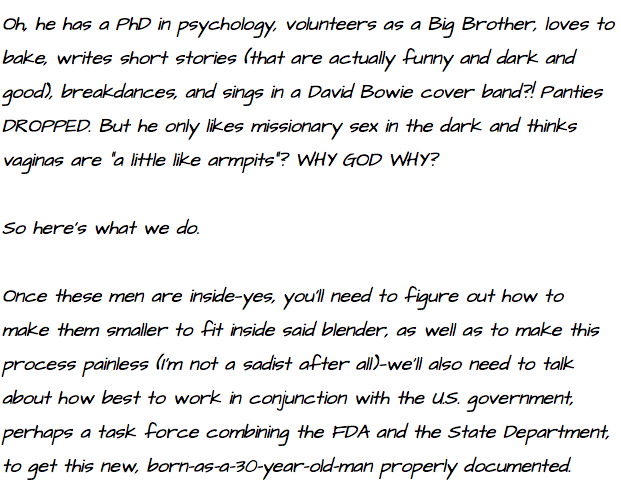 Oh, he has a PhD in psychology, volunteers as a Big Brother, loves to
bake, writes short stories (that are actually funny and dark and
good), breakdances, and sings in a David Bowie cover band?! Panties
DROPPED. But he only likes missionary sex in the dark and thinks
vaginas are "a little like armpits"? WHY GOD WHY?
So here's what we do.
Once these men are inside-yes, you'll need to figure out how to
make them smaller to fit inside said blender, as well as to make this
process painless (I'm not a sadist after all)-we'll also need to talk
about how best to work in conjunction with the U.S. government,
perhaps a task force combining the FDA and the State Department,
to get this new, born-as-a-30-year-old-man properly documented.